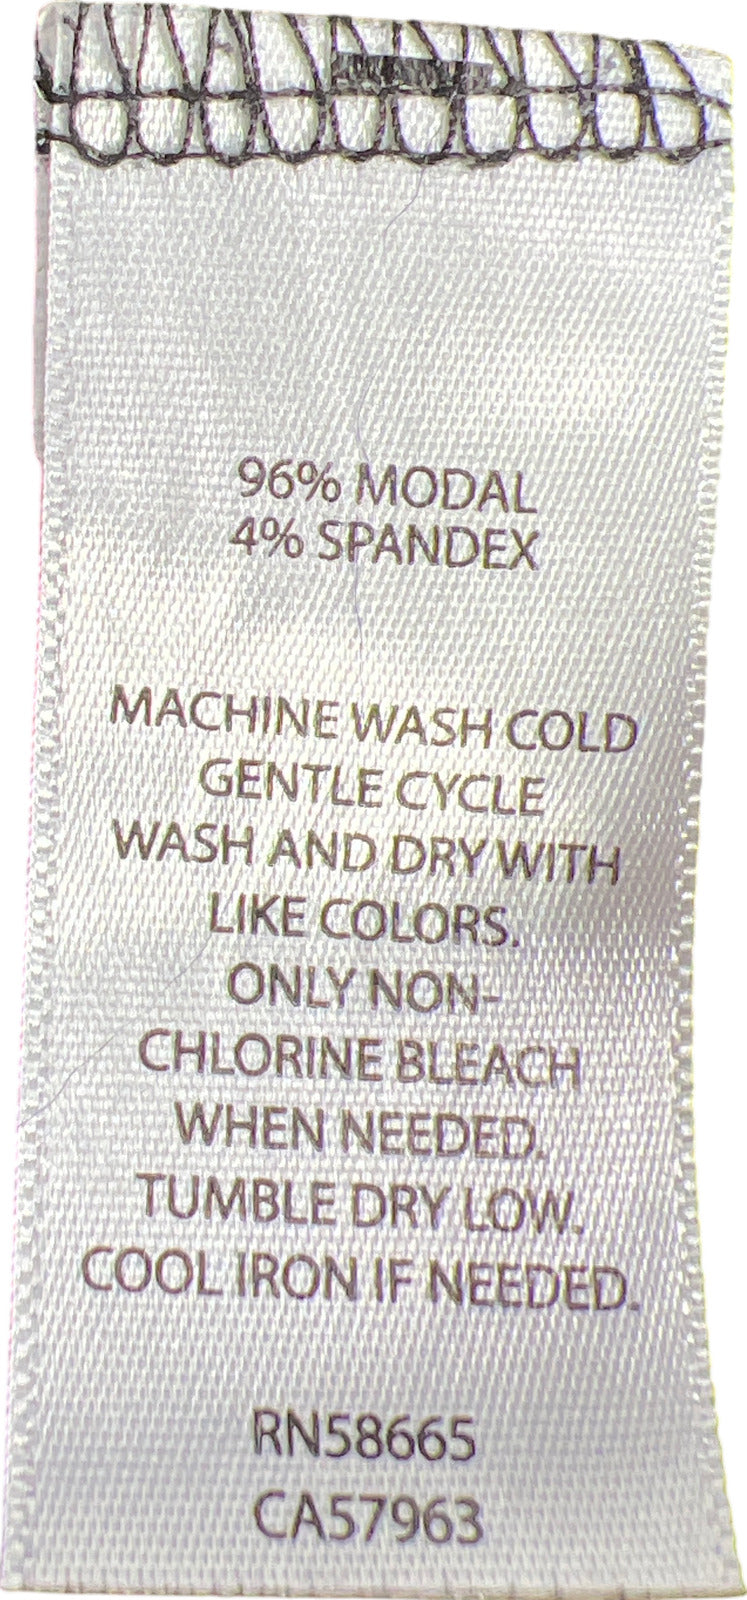 96% MODAL
4% SPANDEX
MACHINE WASH COLD
GENTLE CYCLE
WASH AND DRY WITH
LIKE COLORS.
ONLY NON-
CHLORINE BLEACH
WHEN NEEDED.
TUMBLE DRY LOW.
COOL IRON IF NEEDED.
RN58665
CA57963